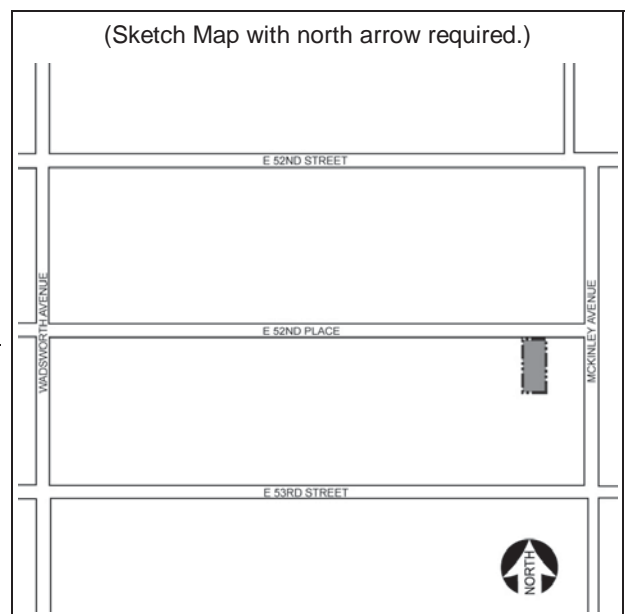 (Sketch Map with north arrow required.)
E 52ND STREET
WADSWORTH AVENUE
MCKINLEY AVENUE
E 52ND PLACE
E 53RD STREET
NORTH